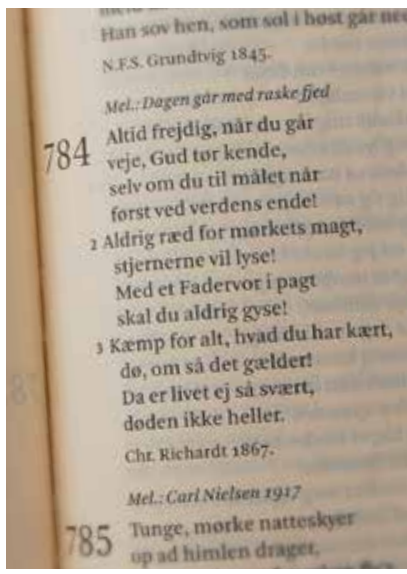 Han sov hen, som sol i høst går ned
N.F.S. Grundtvig 1845.
Mel.: Dagen går med raske fjed
784 Altid frejdig, når du går
veje, Gud tør kende,
selv om du til målet når
først ved verdens ende!
2 Aldrig ræd for mørkets magt,
stjernerne vil lyse!
Med et Fadervor i pagt
skal du aldrig gyse!
3 Kæmp for alt, hvad du har kært,
dø, om så det gælder!
Da er livet ej så svært,
døden ikke heller.
Chr. Richardt 1867.
Mel.: Carl Nielsen 1917
785 Tunge, mørke natteskyer
op ad himlen drager,